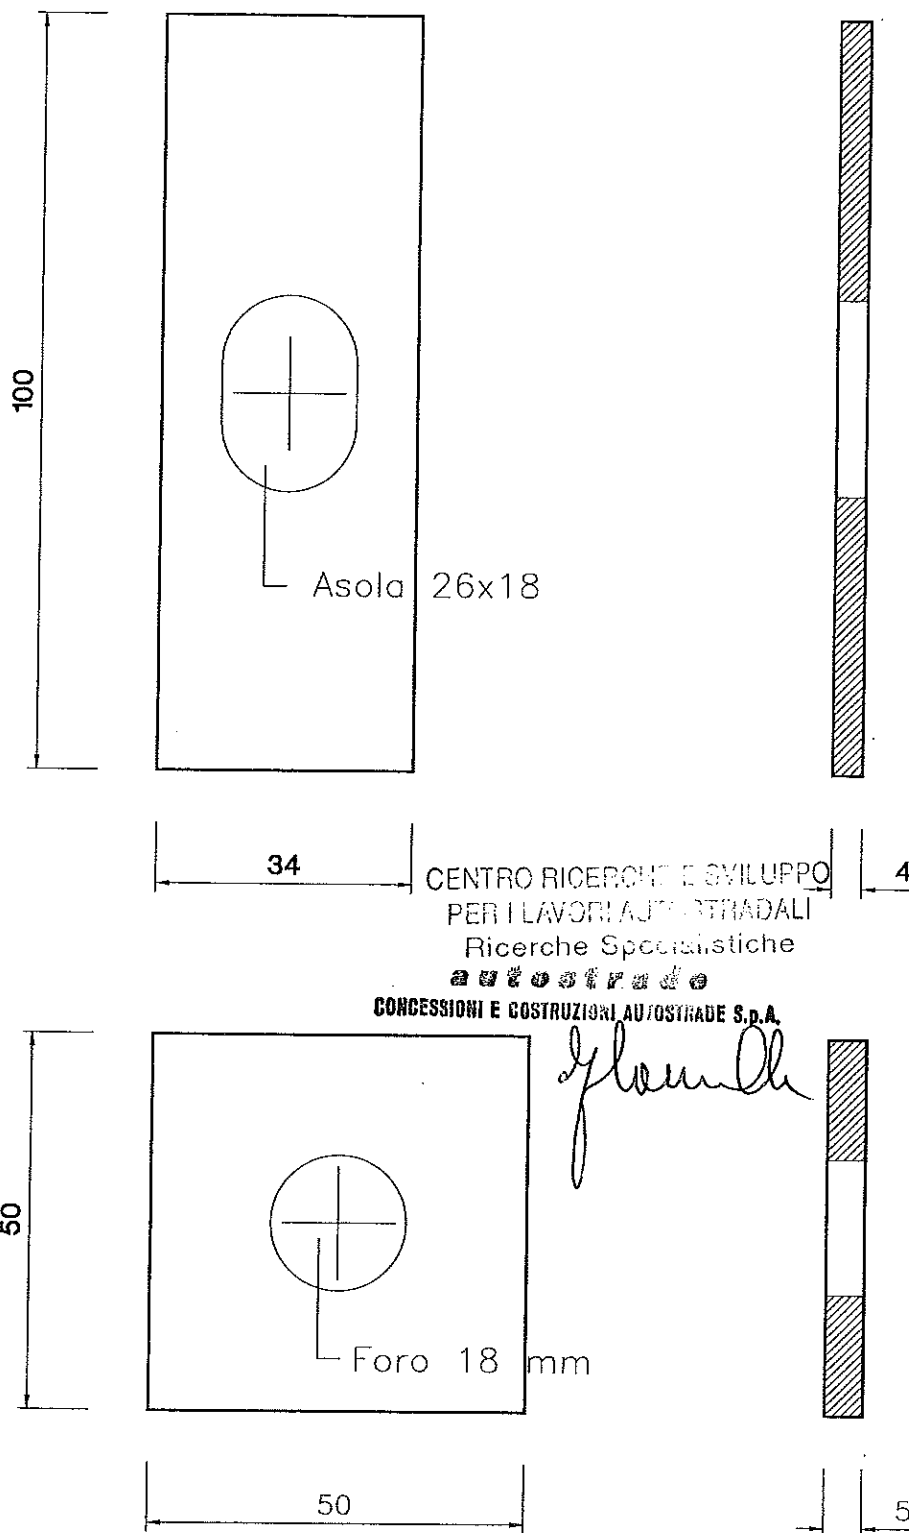 100
Asola 26x18
34
4
CENTRO RICERCHE E SVILUPPO
PER I LAVORI AUTOSTRADALI
Ricerche Specialistiche
autostrade
CONCESSIONI E COSTRUZIONI AUTOSTRADE S.p.A.
50
Foro 18 mm
50
5